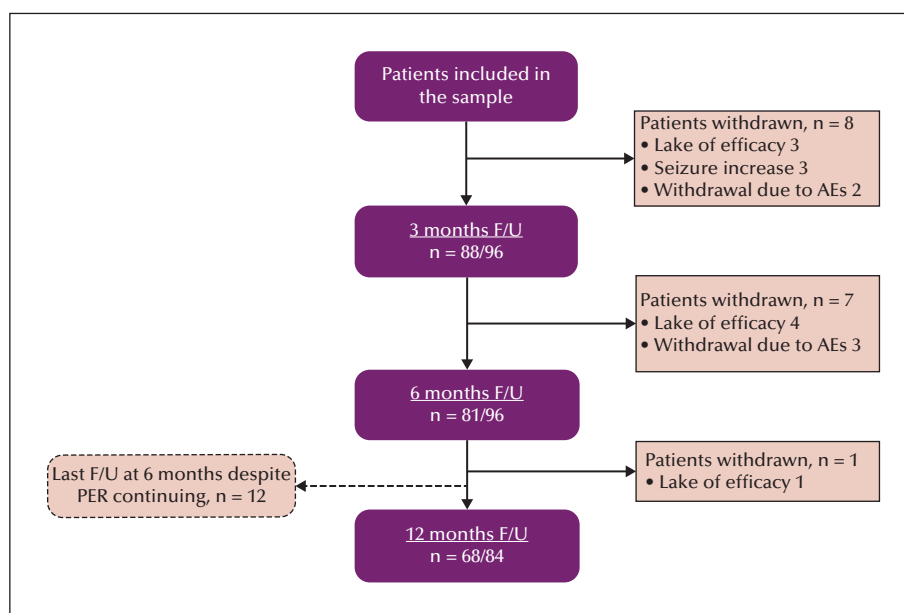 Patients included in
the sample
Patients withdrawn, n = 8
• Lake of efficacy 3
• Seizure increase 3
• Withdrawal due to AEs 2
3 months F/U
n = 88/96
Patients withdrawn, n = 7
• Lake of efficacy 4
• Withdrawal due to AEs 3
6 months F/U
n = 81/96
Last F/U at 6 months despite
PER continuing, n = 12
Patients withdrawn, n = 1
• Lake of efficacy 1
12 months F/U
n = 68/84